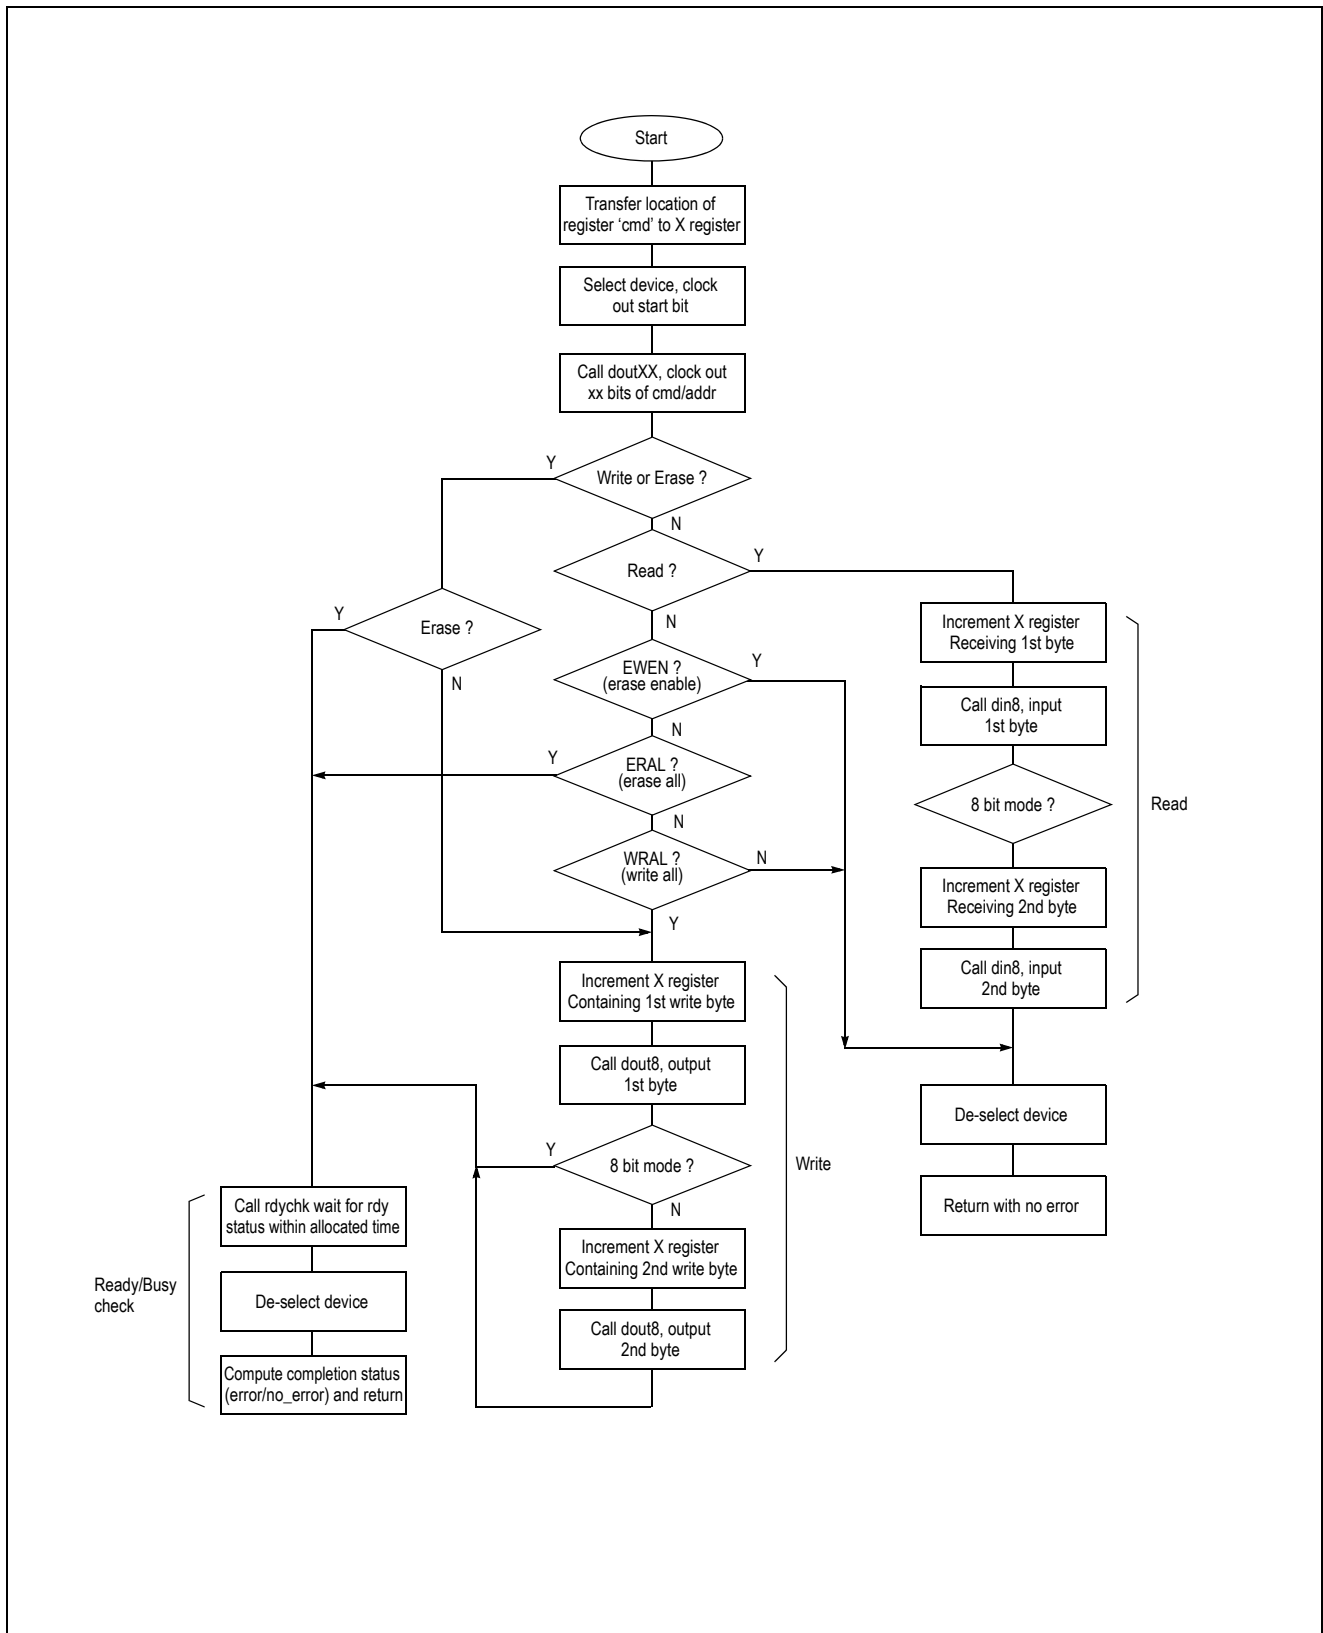 Start
Transfer location of
register ‘cmd’ to X register
Select device, clock
out start bit
Call doutXX, clock out
xx bits of cmd/addr
Y
Write or Erase ?
N
Read ?
Y
Y
Erase ?
N
N
EWEN ?
(erase enable)
Y
N
Increment X register
Receiving 1st byte
Call din8, input
1st byte
Y
ERAL ?
(erase all)
N
8 bit mode ?
Read
WRAL ?
(write all)
N
Y
Increment X register
Receiving 2nd byte
Call din8, input
2nd byte
Increment X register
Containing 1st write byte
Call dout8, output
1st byte
Y
8 bit mode ?
N
Write
Increment X register
Containing 2nd write byte
Call dout8, output
2nd byte
De-select device
Return with no error
Call rdychk wait for rdy
status within allocated time
Ready/Busy
check
De-select device
Compute completion status
(error/no_error) and return